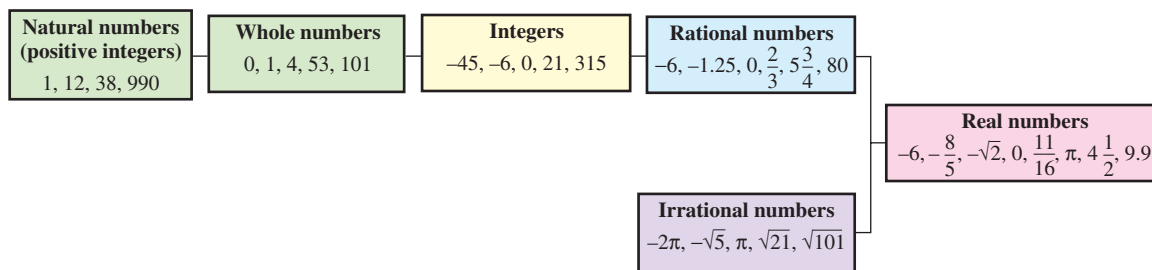 Natural numbers
(positive integers)
1, 12, 38, 990
Whole numbers
0, 1, 4, 53, 101
Integers
–45, –6, 0, 21, 315
Rational numbers
–6, –1.25, 0, 2/3, 5 3/4, 80
Real numbers
–6, – 8/5, –√2, 0, 11/16, π, 4 1/2, 9.9
Irrational numbers
–2π, –√5, π, √21, √101